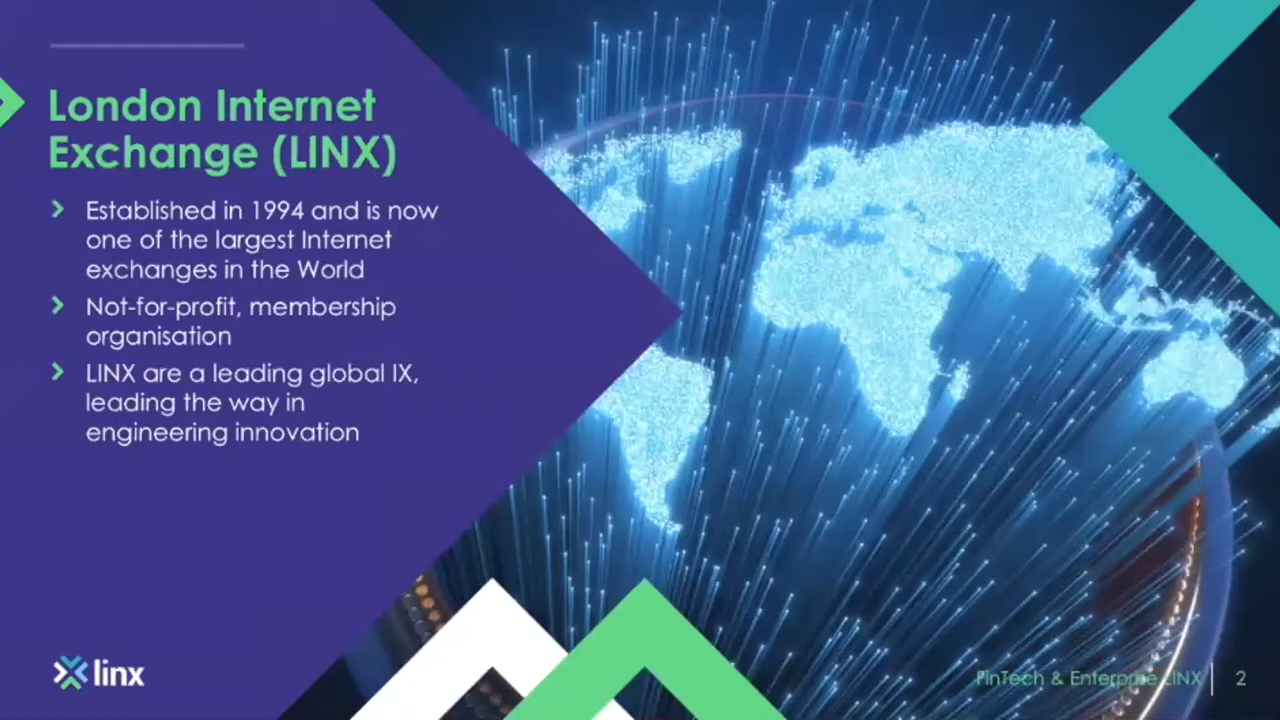 London Internet
Exchange (LINX)
Established in 1994 and is now
one of the largest Internet
exchanges in the World
Not-for-profit, membership
organisation
LINX are a leading global IX,
leading the way in
engineering innovation
linx
FinTech & Enterprise LINX
2